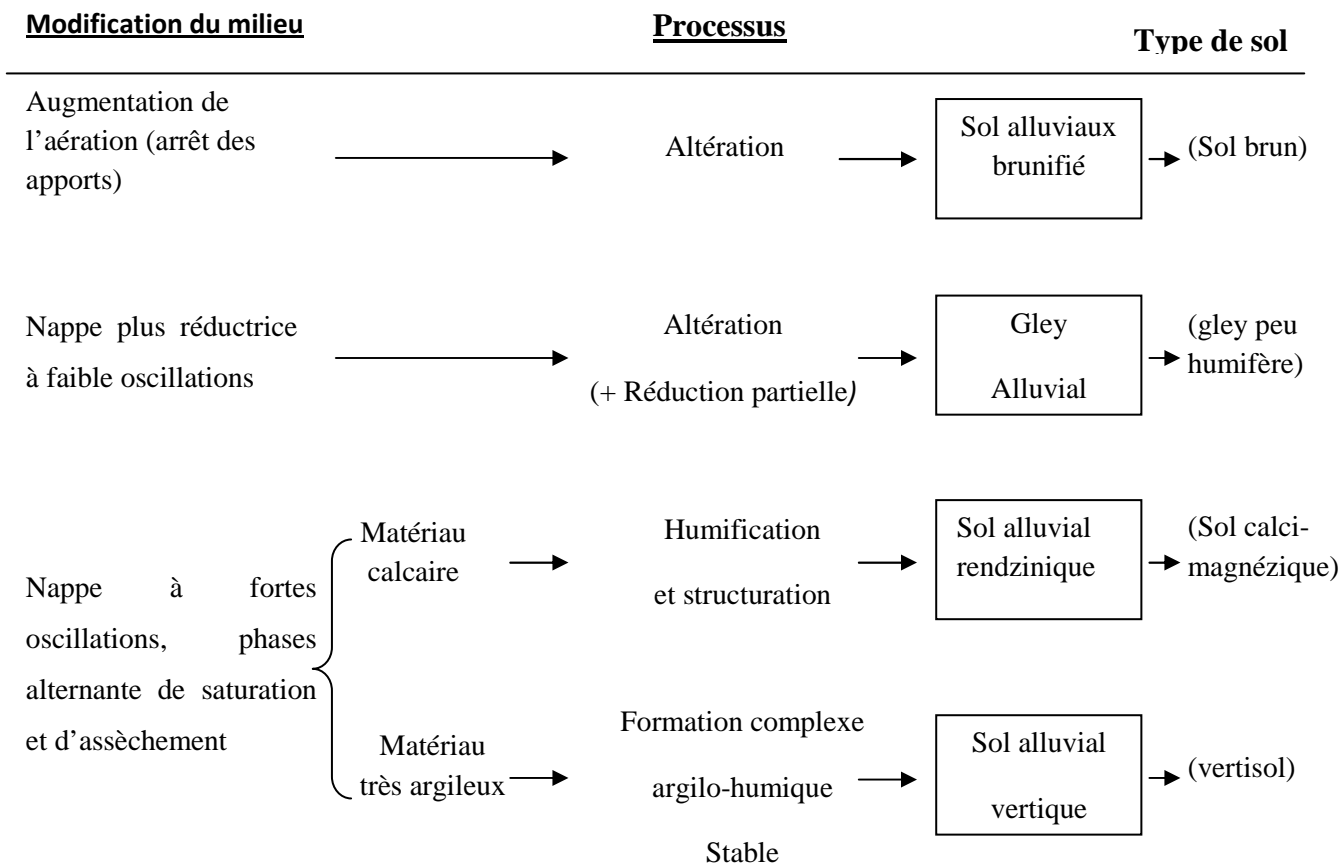 Modification du milieu
Processus
Type de sol
Augmentation de
l'aération (arrêt des
apports)
Altération
Sol alluviaux
brunifié
(Sol brun)
Nappe plus réductrice
à faible oscillations
Altération
(+ Réduction partielle)
Gley
Alluvial
(gley peu
humifère)
Nappe à fortes
oscillations, phases
alternante de saturation
et d'assèchement
Matériau
calcaire
Humification
et structuration
Sol alluvial
rendzinique
(Sol calci-
magnézique)
Matériau
très argileux
Formation complexe
argilo-humique
Stable
Sol alluvial
vertique
(vertisol)